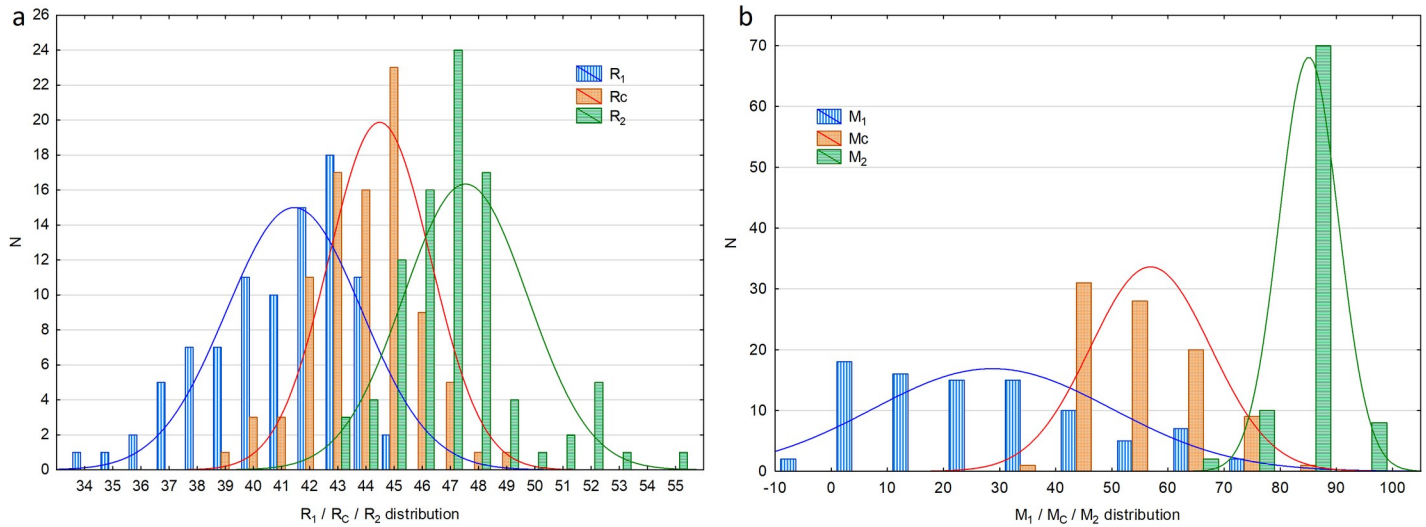 a
26
24
22
20
18
16
14
12
10
8
6
4
2
0
N
R₁
Rc
R₂
34 35 36 37 38 39 40 41 42 43 44 45 46 47 48 49 50 51 52 53 54 55
R₁ / R_C / R₂ distribution
b
70
60
50
40
30
20
10
0
N
M₁
Mc
M₂
-10 0 10 20 30 40 50 60 70 80 90 100
M₁ / M_C / M₂ distribution